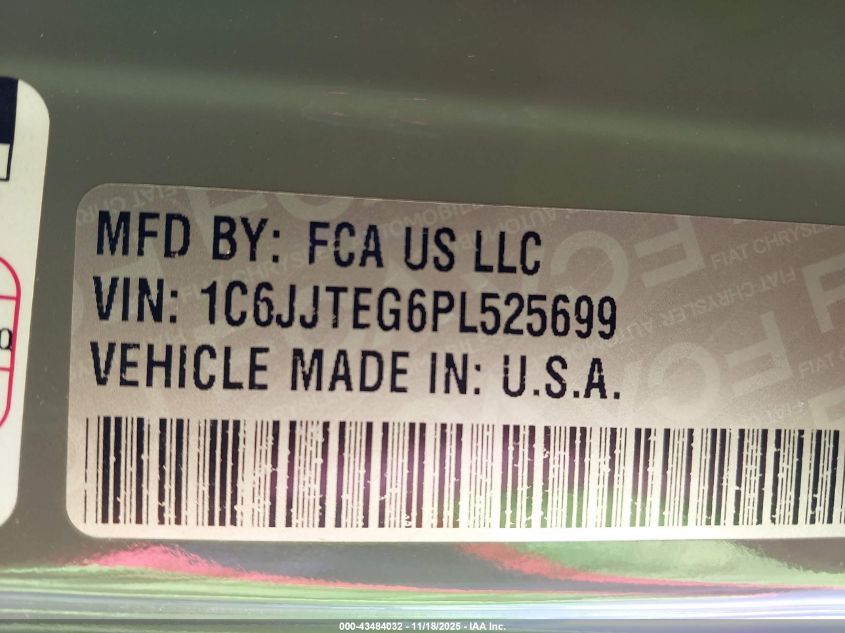 MFD BY: FCA US LLC
VIN: 1C6JJTEG6PL525699
VEHICLE MADE IN: U.S.A.
000-43484032 - 11/18/2025 - IAA Inc.